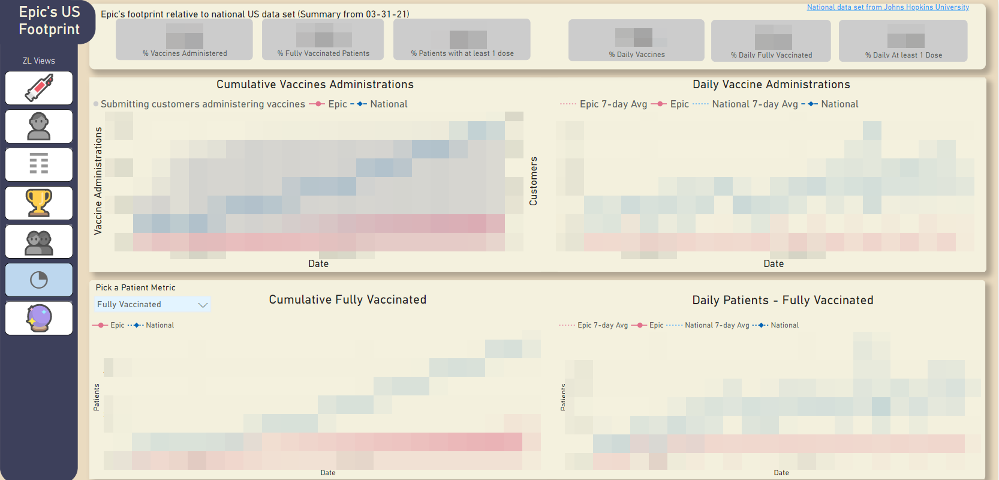 Epic's US
Footprint
ZL Views
Epic's footprint relative to national US data set (Summary from 03-31-21)
National data set from Johns Hopkins University
% Vaccines Administered
% Fully Vaccinated Patients
% Patients with at least 1 dose
% Daily Vaccines
% Daily Fully Vaccinated
% Daily At least 1 Dose
Cumulative Vaccines Administrations
Submitting customers administering vaccines Epic National
Vaccine Administrations
Customers
Date
Daily Vaccine Administrations
Epic 7-day Avg Epic National 7-day Avg National
Date
Pick a Patient Metric
Fully Vaccinated
Cumulative Fully Vaccinated
Epic National
Patients
Date
Daily Patients - Fully Vaccinated
Epic 7-day Avg Epic National 7-day Avg National
Patients
Date